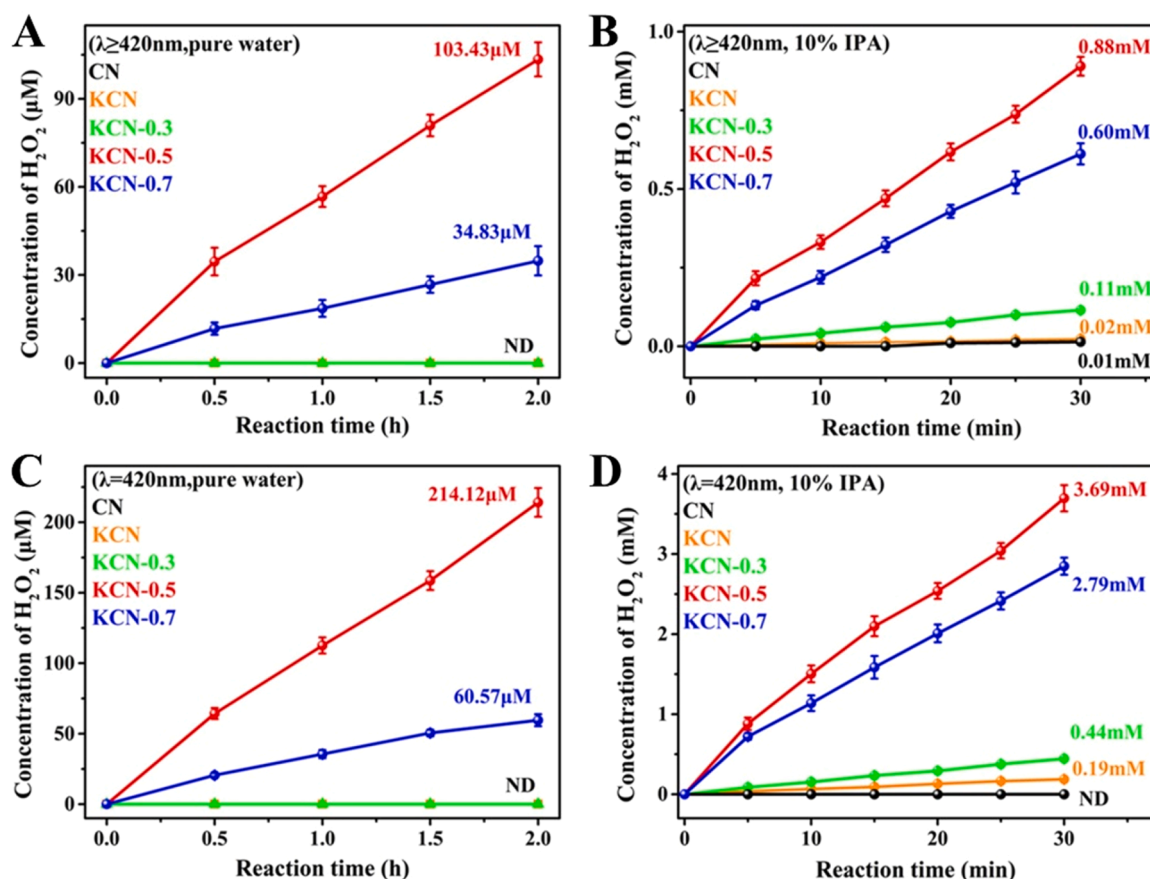 A
(λ≥420nm,pure water)
CN
KCN
KCN-0.3
KCN-0.5
KCN-0.7
103.43μM
34.83μM
ND
Concentration of H₂O₂ (μM)
90
60
30
0
0.0 0.5 1.0 1.5 2.0
Reaction time (h)
B
(λ≥420nm, 10% IPA)
CN
KCN
KCN-0.3
KCN-0.5
KCN-0.7
0.88mM
0.60mM
0.11mM
0.02mM
0.01mM
Concentration of H₂O₂ (mM)
1.0
0.5
0.0
0 10 20 30
Reaction time (min)
C
(λ=420nm,pure water)
CN
KCN
KCN-0.3
KCN-0.5
KCN-0.7
214.12μM
60.57μM
ND
Concentration of H₂O₂ (μM)
200
150
100
50
0
0.0 0.5 1.0 1.5 2.0
Reaction time (h)
D
(λ=420nm, 10% IPA)
CN
KCN
KCN-0.3
KCN-0.5
KCN-0.7
3.69mM
2.79mM
0.44mM
0.19mM
ND
Concentration of H₂O₂ (mM)
4
3
2
1
0
0 10 20 30
Reaction time (min)